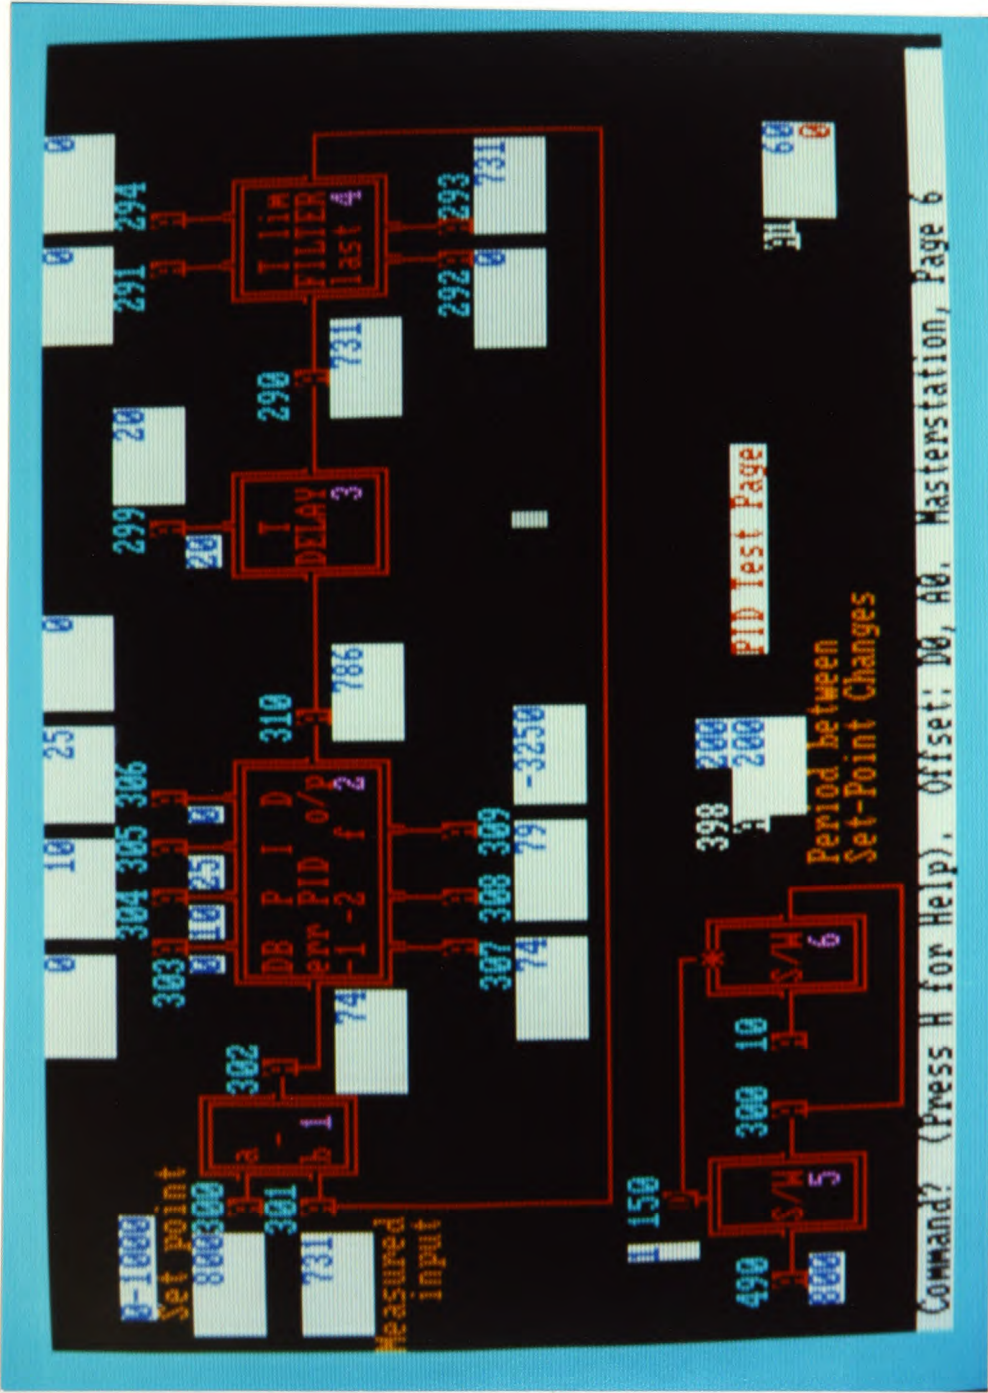 0 10 25 0 20 0 0
0-1000
Set point
303 304 305 306 299 291 294
A A A A A A A
0 10 25 0 20
800 300 A
a
-
b 1
302
A
74
DB P I D
err PID o/p
-1 -2 f 2
310
A
786
T
DELAY
3
290
A
731
T lim
FILTER
last 4
731 301 A
Measured
input
A A A A A
307 308 309 292 293
74 79 -3250 0 731
H 150
D
*
490
A
800
S/W
5
300
A
10
A
S/W
6
398 200
A 200
PID Test Page
A1 60
0
Period between
Set-Point Changes
Command? (Press H for Help). Offset: D0, A0. Masterstation, Page 6